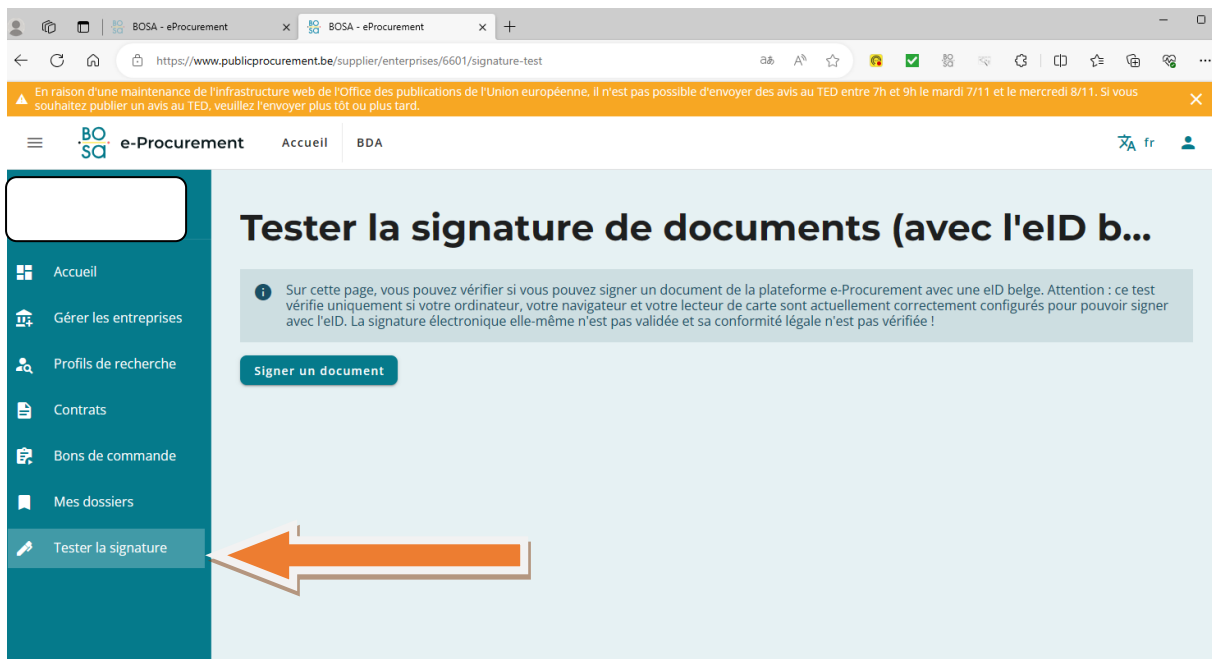 BOSA - eProcurement
BOSA - eProcurement
https://www.publicprocurement.be/supplier/enterprises/6601/signature-test
En raison d'une maintenance de l'infrastructure web de l'Office des publications de l'Union européenne, il n'est pas possible d'envoyer des avis au TED entre 7h et 9h le mardi 7/11 et le mercredi 8/11. Si vous
souhaitez publier un avis au TED, veuillez l'envoyer plus tôt ou plus tard.
BOSA e-Procurement Accueil BDA fr
Tester la signature de documents (avec l'eID b...
Sur cette page, vous pouvez vérifier si vous pouvez signer un document de la plateforme e-Procurement avec une eID belge. Attention : ce test
vérifie uniquement si votre ordinateur, votre navigateur et votre lecteur de carte sont actuellement correctement configurés pour pouvoir signer
avec l'eID. La signature électronique elle-même n'est pas validée et sa conformité légale n'est pas vérifiée !
Signer un document
Accueil
Gérer les entreprises
Profils de recherche
Contrats
Bons de commande
Mes dossiers
Tester la signature